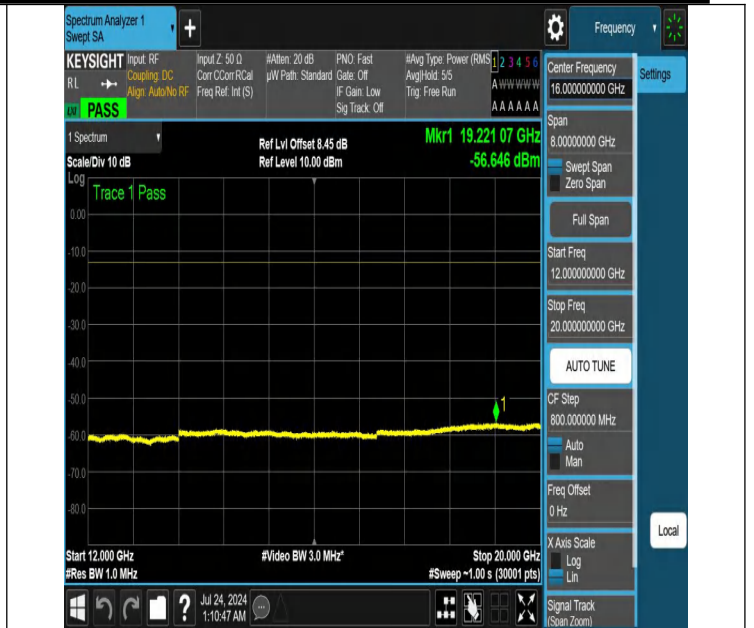 Spectrum Analyzer 1
Swept SA
Frequency
KEYSIGHT
RL
PASS
Input: RF
Coupling: DC
Align: Auto/No RF
Input Z: 50 Ω
Corr CCorr RCal
Freq Ref: Int (S)
#Atten: 20 dB
µW Path: Standard
PNO: Fast
Gate: Off
IF Gain: Low
Sig Track: Off
#Avg Type: Power (RMS
Avg|Hold: 5/5
Trig: Free Run
1 2 3 4 5 6
A W W W W W
A A A A A A
Center Frequency
16.000000000 GHz
Settings
1 Spectrum
Scale/Div 10 dB
Ref Lvl Offset 8.45 dB
Ref Level 10.00 dBm
Mkr1 19.221 07 GHz
-56.646 dBm
Log
Trace 1 Pass
0.00
-10.0
-20.0
-30.0
-40.0
-50.0
-60.0
-70.0
-80.0
1
Start 12.000 GHz
#Res BW 1.0 MHz
#Video BW 3.0 MHz*
Stop 20.000 GHz
#Sweep ~1.00 s (30001 pts)
Span
8.00000000 GHz
Swept Span
Zero Span
Full Span
Start Freq
12.000000000 GHz
Stop Freq
20.000000000 GHz
AUTO TUNE
CF Step
800.000000 MHz
Auto
Man
Freq Offset
0 Hz
X Axis Scale
Log
Lin
Local
Signal Track
(Span Zoom)
?
Jul 24, 2024
1:10:47 AM